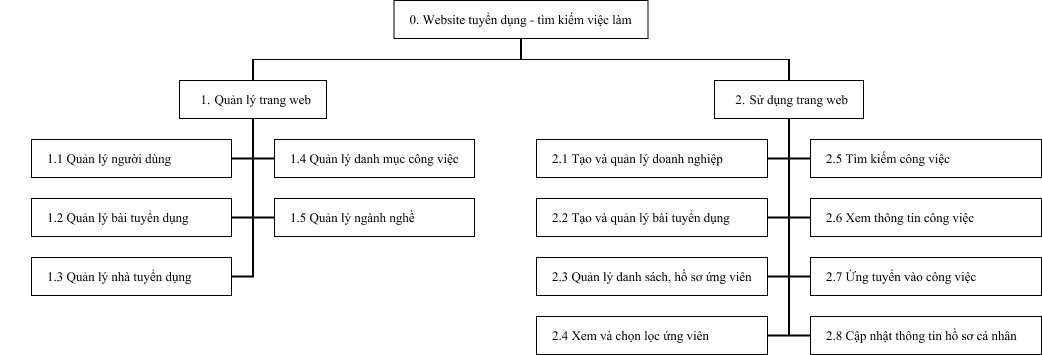 0. Website tuyển dụng - tìm kiếm việc làm
1. Quản lý trang web
1.1 Quản lý người dùng
1.2 Quản lý bài tuyển dụng
1.3 Quản lý nhà tuyển dụng
1.4 Quản lý danh mục công việc
1.5 Quản lý ngành nghề
2. Sử dụng trang web
2.1 Tạo và quản lý doanh nghiệp
2.2 Tạo và quản lý bài tuyển dụng
2.3 Quản lý danh sách, hồ sơ ứng viên
2.4 Xem và chọn lọc ứng viên
2.5 Tìm kiếm công việc
2.6 Xem thông tin công việc
2.7 Ứng tuyển vào công việc
2.8 Cập nhật thông tin hồ sơ cá nhân